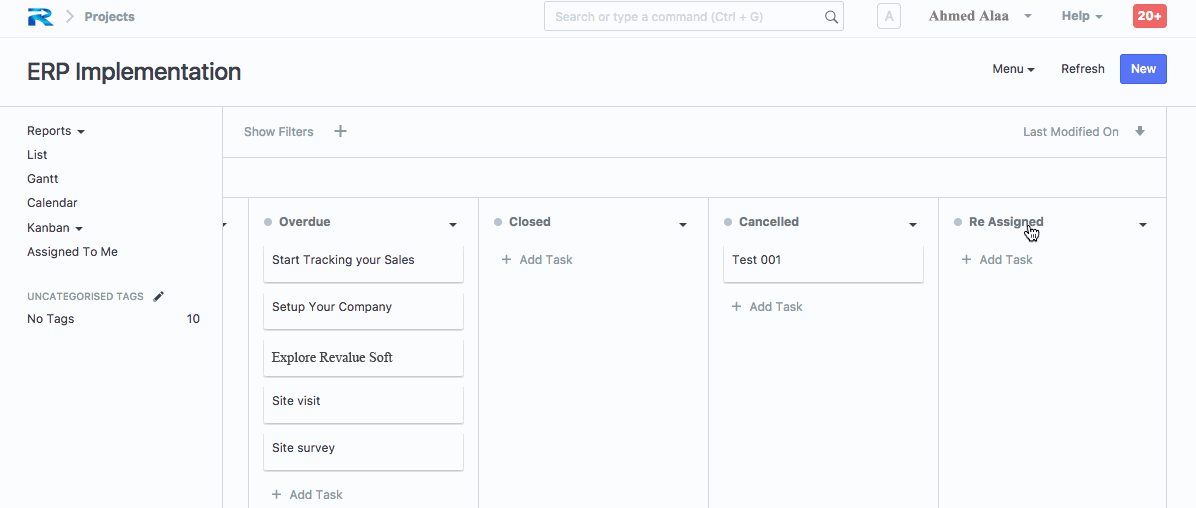 Projects
Search or type a command (Ctrl + G)
A
Ahmed Alaa
Help
20+
ERP Implementation
Menu
Refresh
New
Reports
List
Gantt
Calendar
Kanban
Assigned To Me
UNCATEGORISED TAGS
No Tags 10
Show Filters
Last Modified On
Overdue
Start Tracking your Sales
Setup Your Company
Explore Revalue Soft
Site visit
Site survey
+ Add Task
Closed
+ Add Task
Cancelled
Test 001
+ Add Task
Re Assigned
+ Add Task